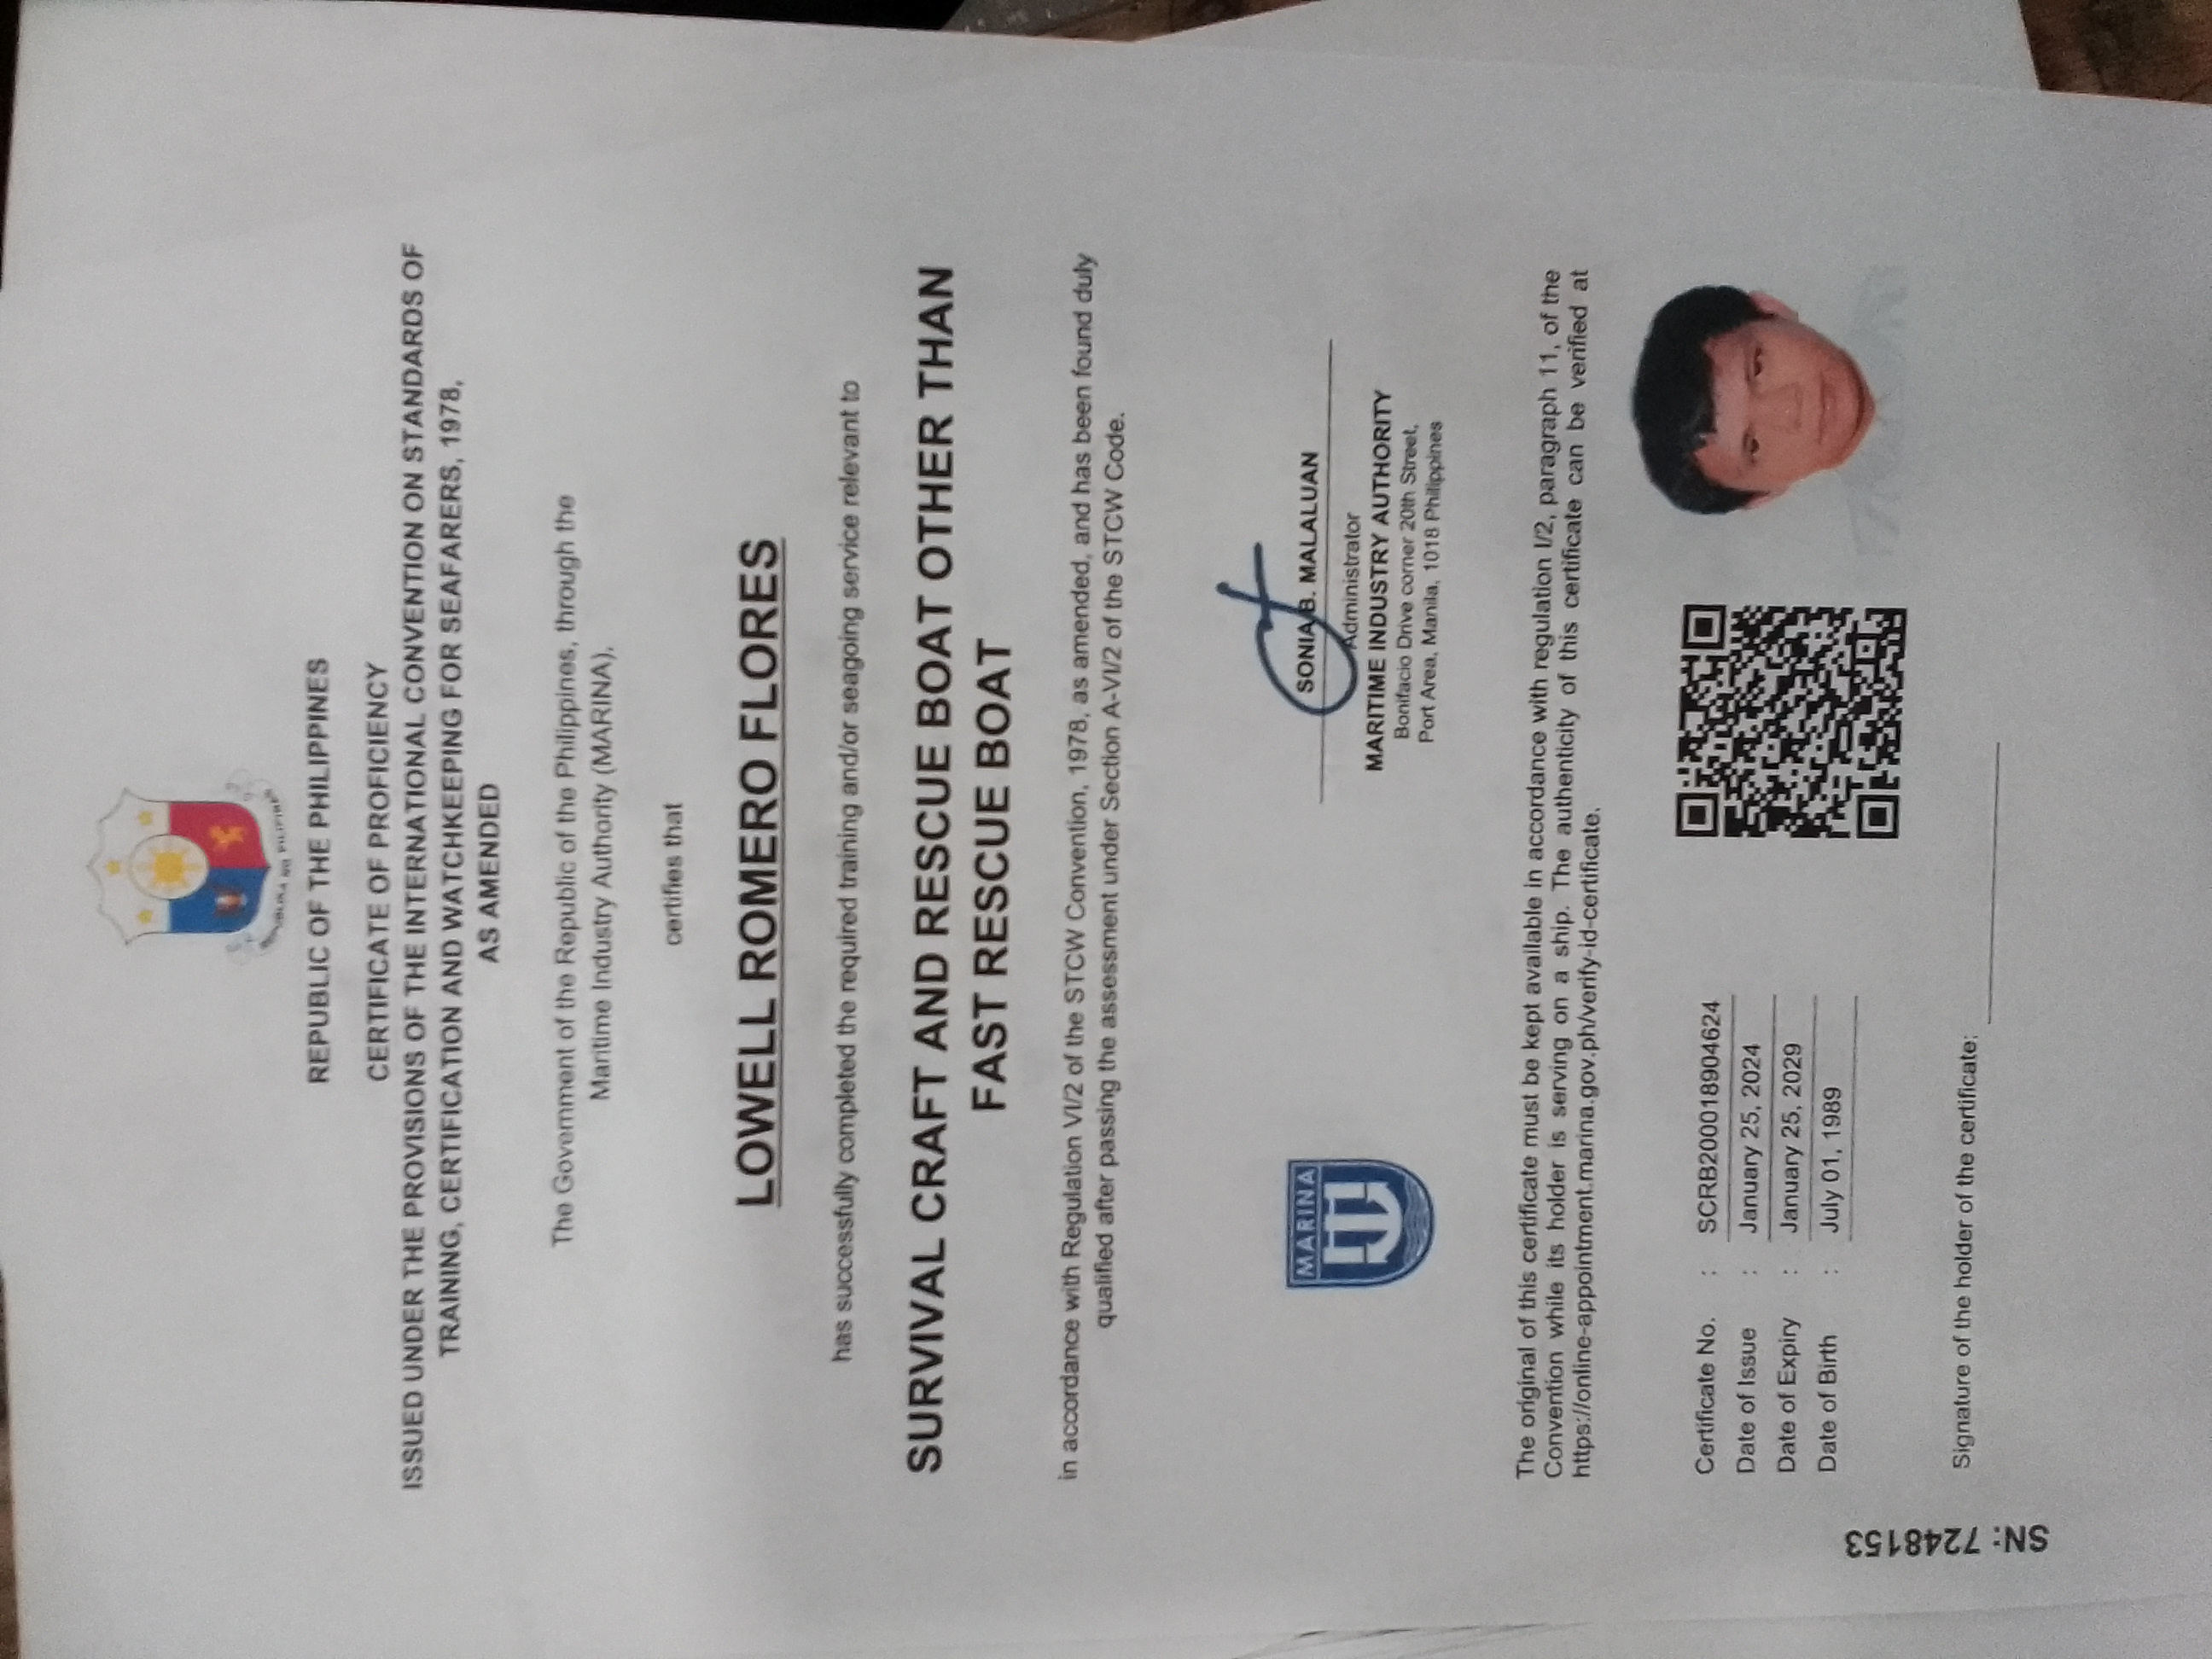 REPUBLIC OF THE PHILIPPINES
CERTIFICATE OF PROFICIENCY
ISSUED UNDER THE PROVISIONS OF THE INTERNATIONAL CONVENTION ON STANDARDS OF
TRAINING, CERTIFICATION AND WATCHKEEPING FOR SEAFARERS, 1978,
AS AMENDED
The Government of the Republic of the Philippines, through the
Maritime Industry Authority (MARINA),
certifies that
LOWELL ROMERO FLORES
has successfully completed the required training and/or seagoing service relevant to
SURVIVAL CRAFT AND RESCUE BOAT OTHER THAN
FAST RESCUE BOAT
in accordance with Regulation VI/2 of the STCW Convention, 1978, as amended, and has been found duly
qualified after passing the assessment under Section A-VI/2 of the STCW Code.
MARINA
SONIA B. MALALUAN
Administrator
MARITIME INDUSTRY AUTHORITY
Bonifacio Drive corner 20th Street,
Port Area, Manila, 1018 Philippines
The original of this certificate must be kept available in accordance with regulation I/2, paragraph 11, of the
Convention while its holder is serving on a ship. The authenticity of this certificate can be verified at
https://online-appointment.marina.gov.ph/verify-id-certificate.
Certificate No. : SCRB20001890​4624
Date of Issue : January 25, 2024
Date of Expiry : January 25, 2029
Date of Birth : July 01, 1989
Signature of the holder of the certificate:
SN: 7248153